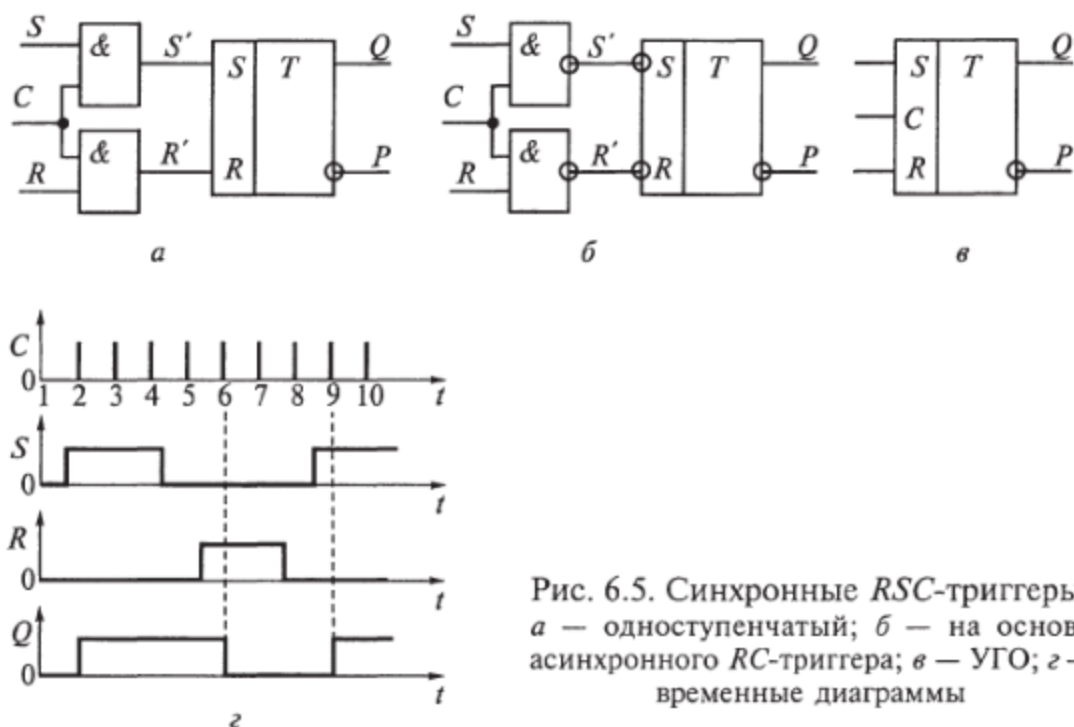 S & S′ S T Q
C
R & R′ R P
а
S & S′ S T Q
C
R & R′ R P
б
S T Q
C
R P
в
C
0
1 2 3 4 5 6 7 8 9 10 t
S
0
t
R
0
t
Q
0
t
г
Рис. 6.5. Синхронные RSC-триггеры
а — одноступенчатый; б — на основ
асинхронного RC-триггера; в — УГО; г –
временные диаграммы